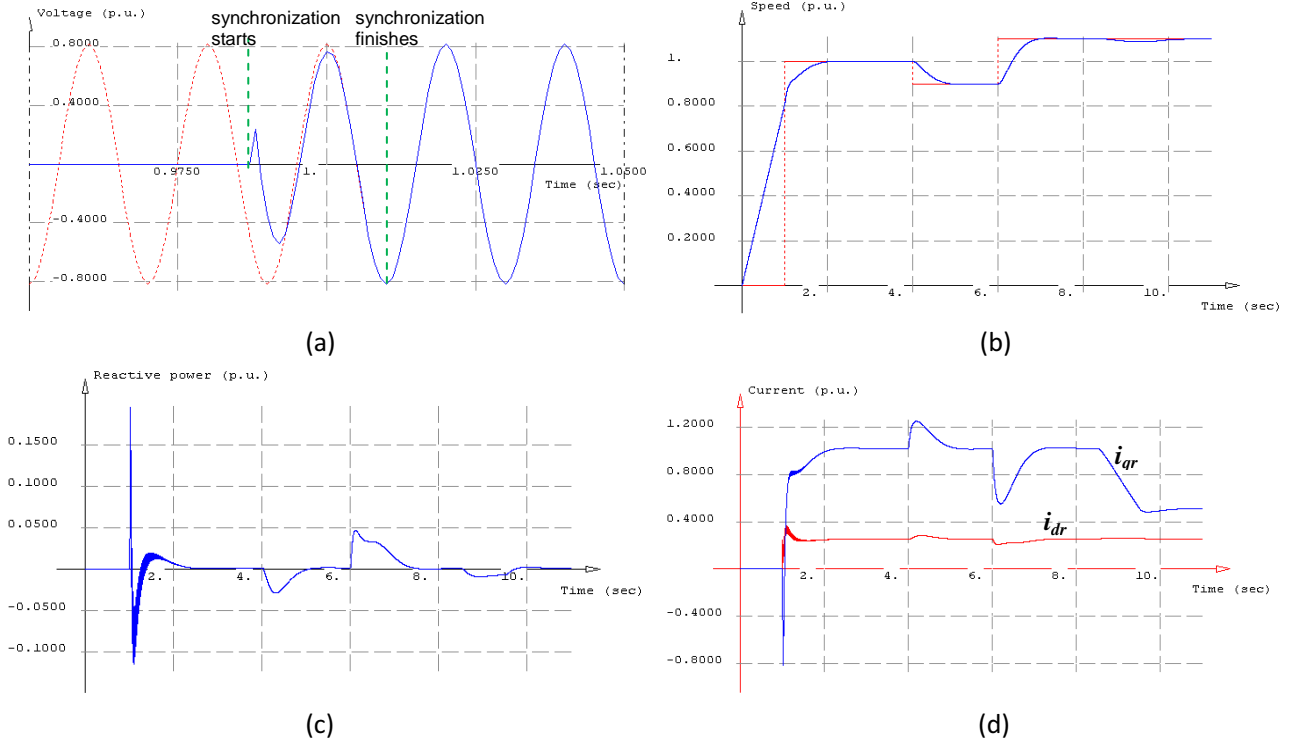 Voltage (p.u.)
synchronization
starts
synchronization
finishes
0.8000
0.4000
-0.4000
-0.8000
0.9750
1.
1.0250
1.0500
Time (sec)
(a)
Speed (p.u.)
1.
0.8000
0.6000
0.4000
0.2000
2.
4.
6.
8.
10.
Time (sec)
(b)
Reactive power (p.u.)
0.1500
0.1000
0.0500
-0.0500
-0.1000
2.
4.
6.
8.
10.
Time (sec)
(c)
Current (p.u.)
1.2000
0.8000
0.4000
-0.4000
-0.8000
iqr
idr
2.
4.
6.
8.
10.
Time (sec)
(d)